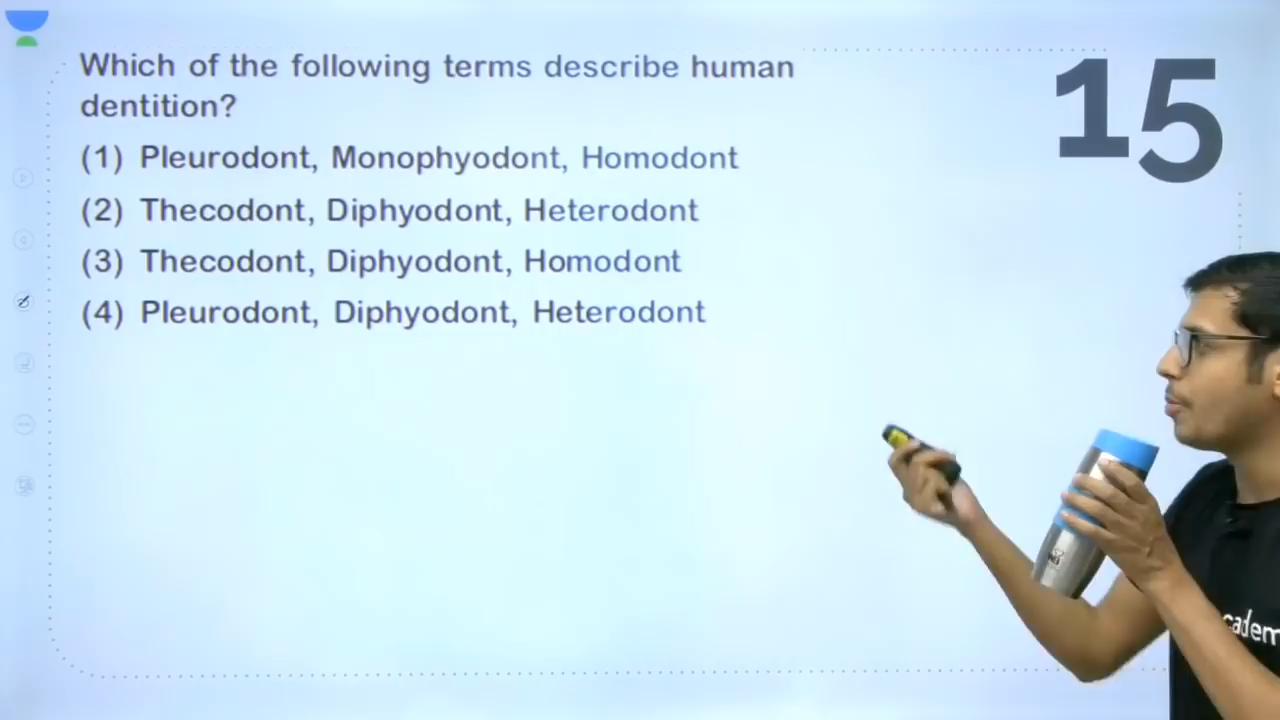 Which of the following terms describe human
dentition?
(1) Pleurodont, Monophyodont, Homodont
(2) Thecodont, Diphyodont, Heterodont
(3) Thecodont, Diphyodont, Homodont
(4) Pleurodont, Diphyodont, Heterodont
15